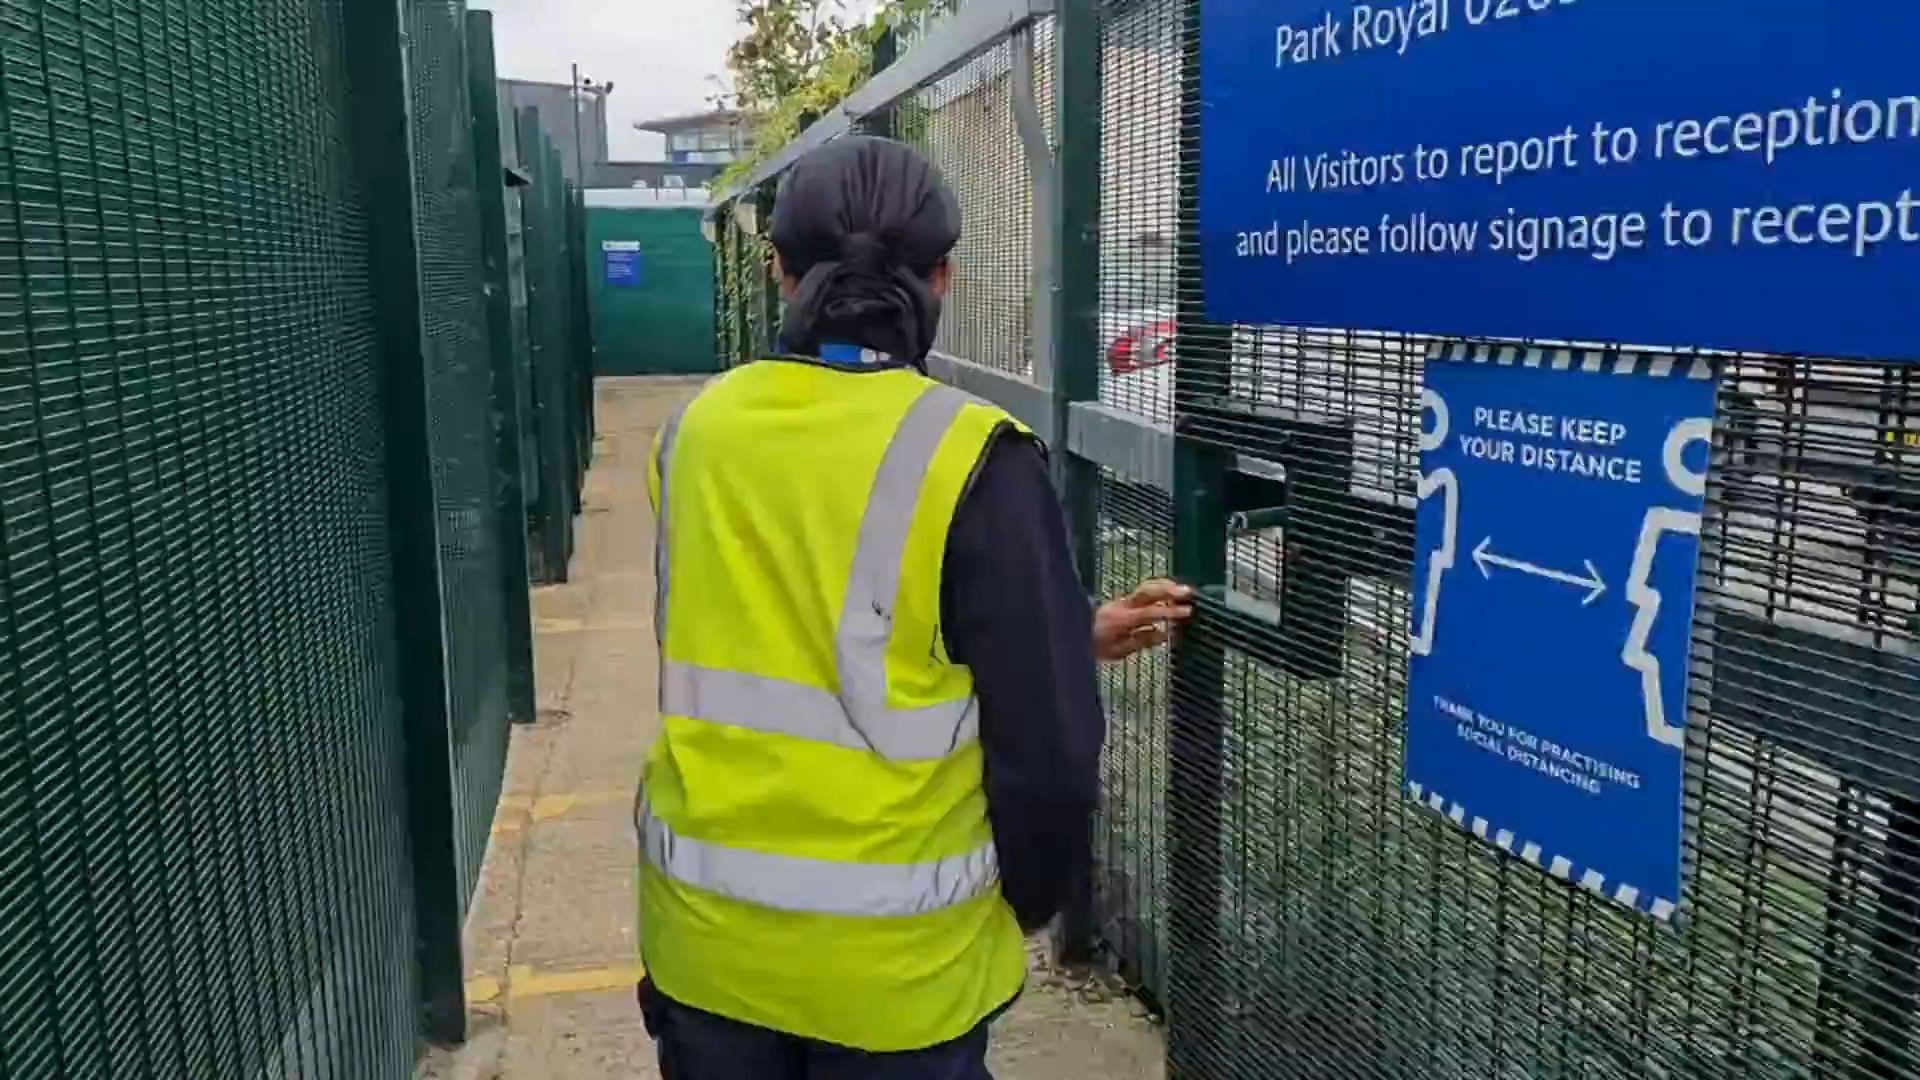 Park Royal
All Visitors to report to reception
and please follow signage to recept
PLEASE KEEP
YOUR DISTANCE
THANK YOU FOR PRACTISING
SOCIAL DISTANCING